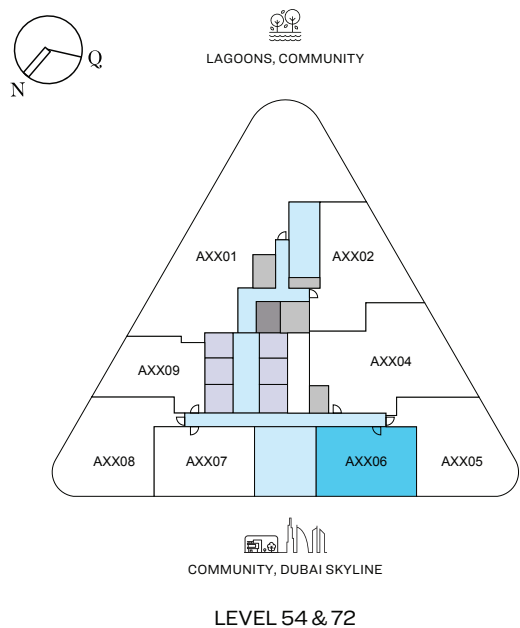 LAGOONS, COMMUNITY
Q
N
AXX01
AXX02
AXX04
AXX09
AXX08
AXX07
AXX06
AXX05
COMMUNITY, DUBAI SKYLINE
LEVEL 54 & 72